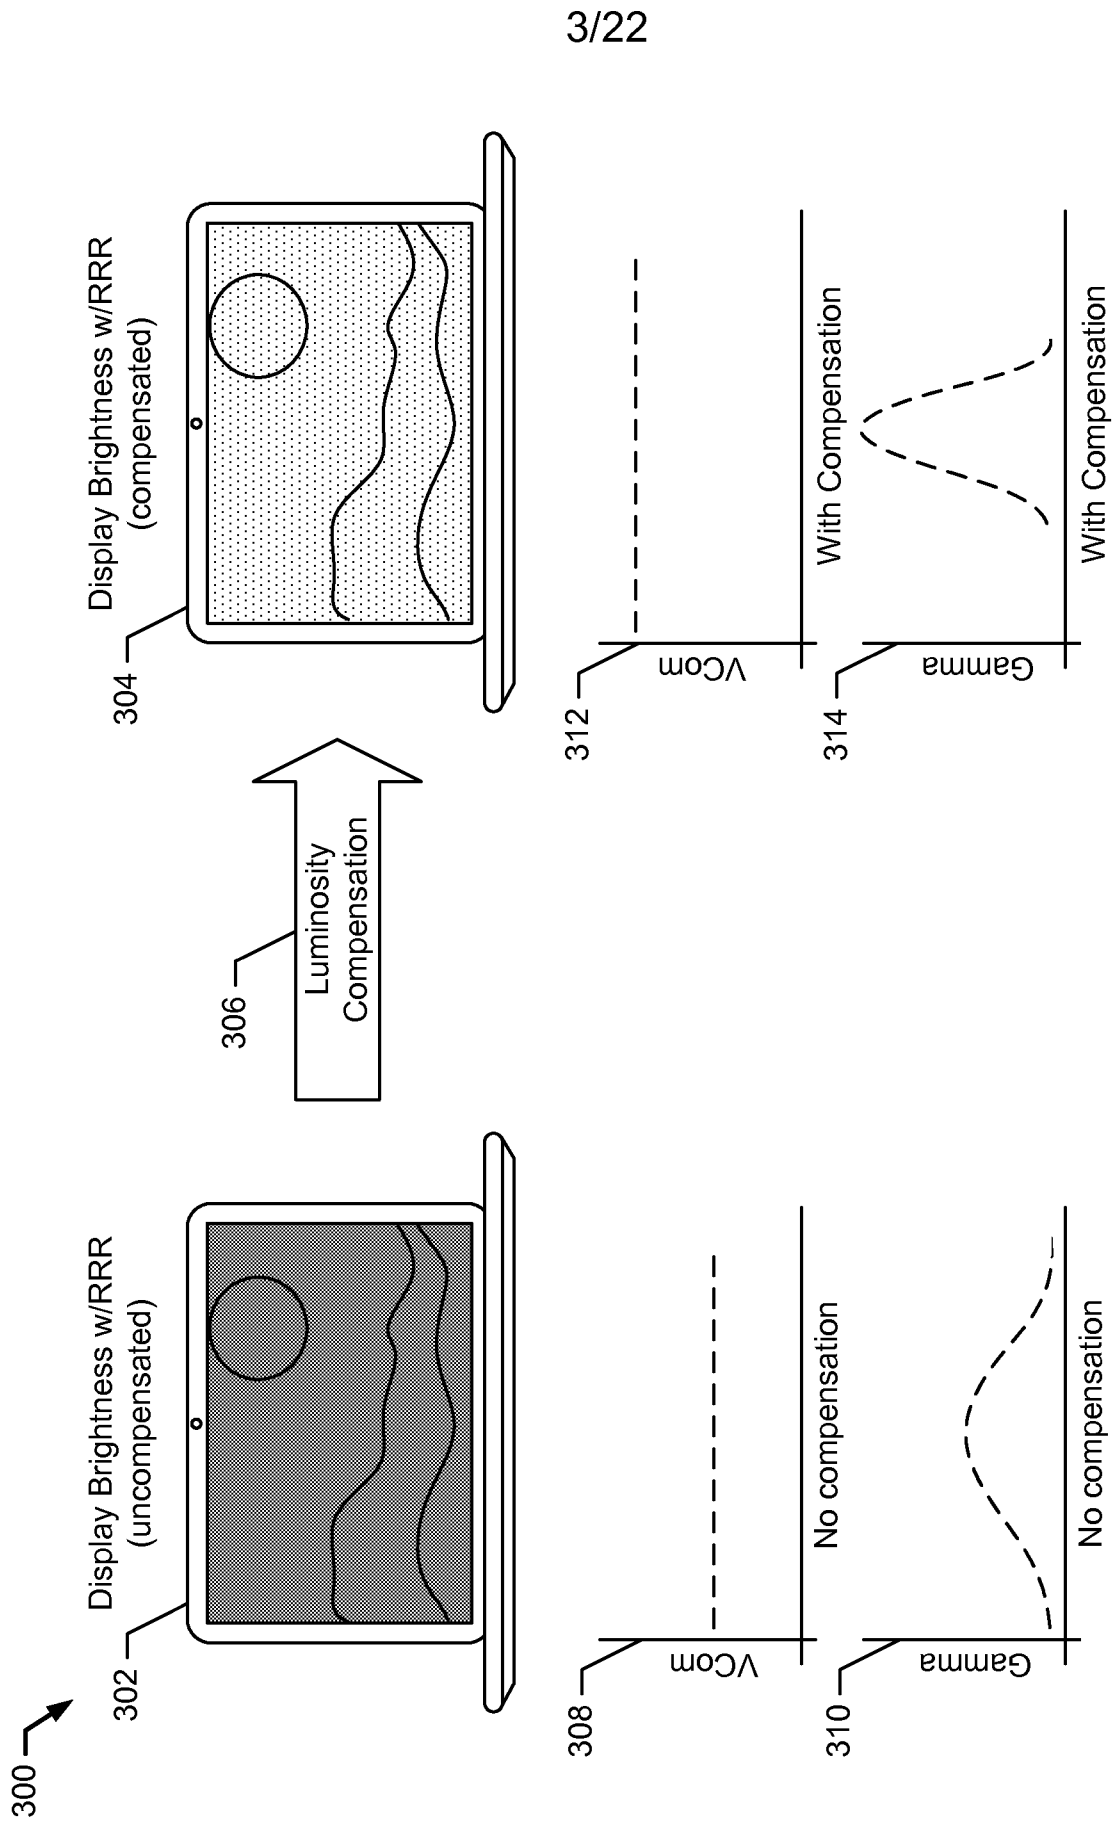 3/22
300
302
Display Brightness w/RRR
(uncompensated)
306
Luminosity
Compensation
304
Display Brightness w/RRR
(compensated)
308
VCom
No compensation
310
Gamma
No compensation
312
VCom
With Compensation
314
Gamma
With Compensation